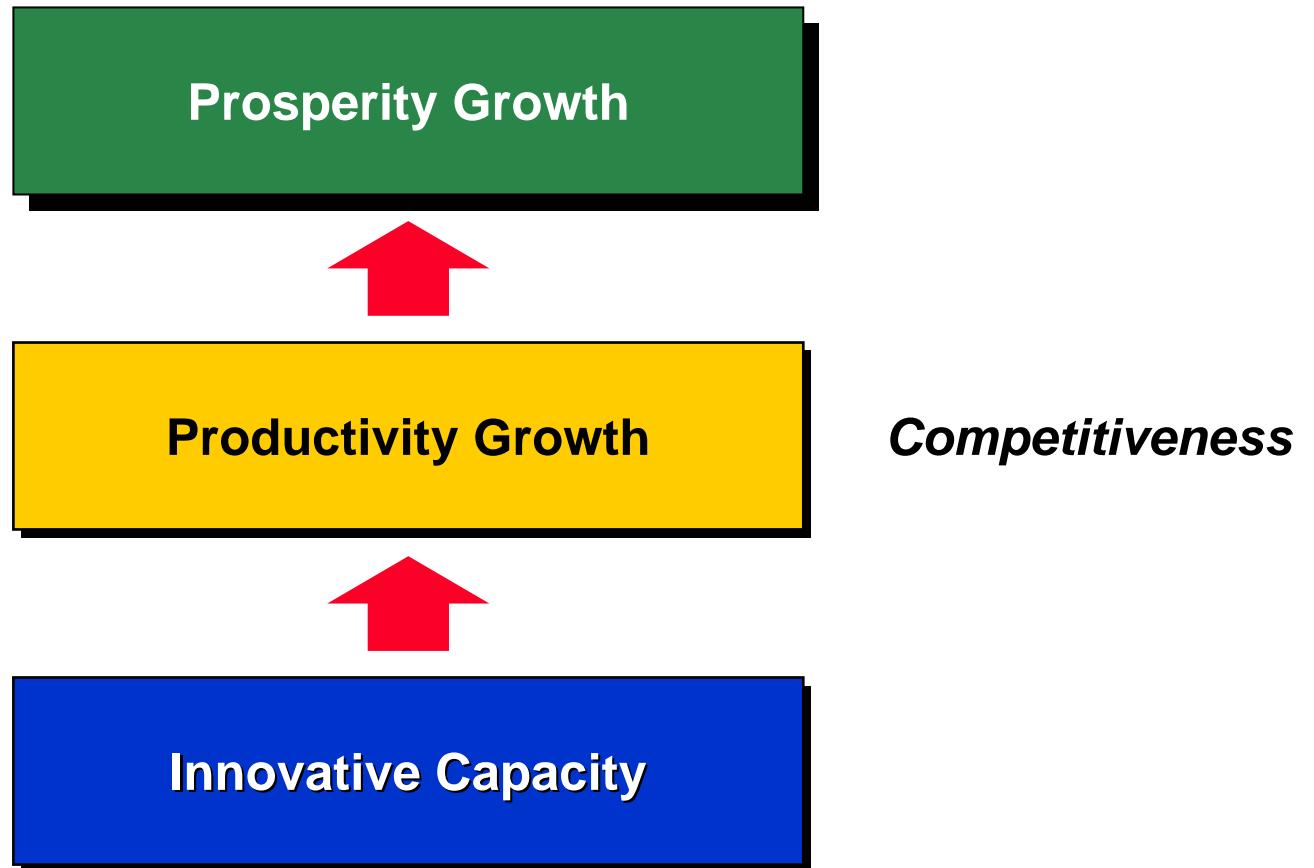 Prosperity Growth
Productivity Growth
Competitiveness
Innovative Capacity